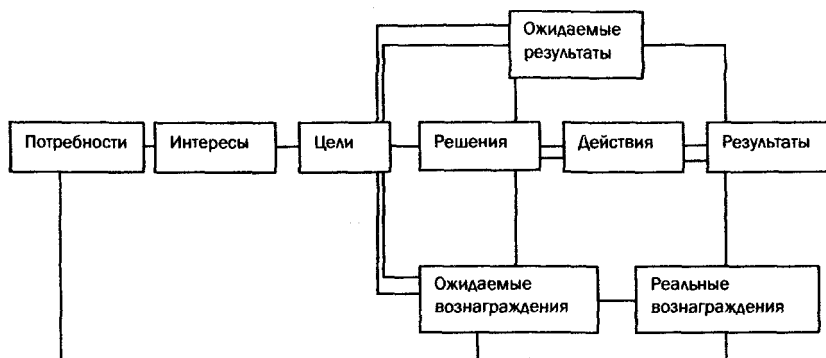 Ожидаемые
результаты
Потребности
Интересы
Цели
Решения
Действия
Результаты
Ожидаемые
вознаграждения
Реальные
вознаграждения